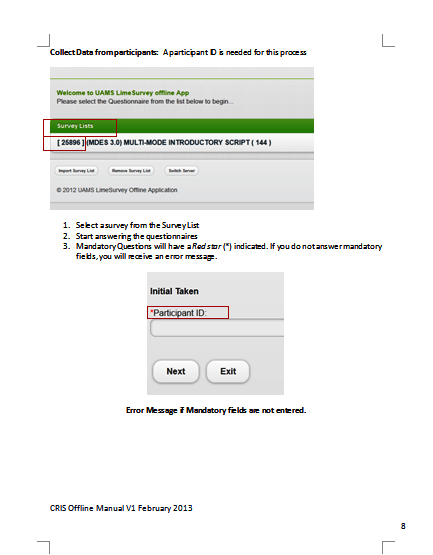 Collect Data from participants: A participant ID is needed for this process
Welcome to UAMS LimeSurvey offline App
Please select the Questionnaire from the list below to begin...
Survey Lists
[ 25896 ] (MDES 3.0) MULTI-MODE INTRODUCTORY SCRIPT ( 144 )
Import Survey List Remove Survey List Switch Server
© 2012 UAMS LimeSurvey Offline Application
1. Select a survey from the Survey List
2. Start answering the questionnaires
3. Mandatory Questions will have a Red star (*) indicated. If you do not answer mandatory
fields, you will receive an error message.
Initial Taken
*Participant ID:
Next Exit
Error Message if Mandatory fields are not entered.
CRIS Offline Manual V1 February 2013
8